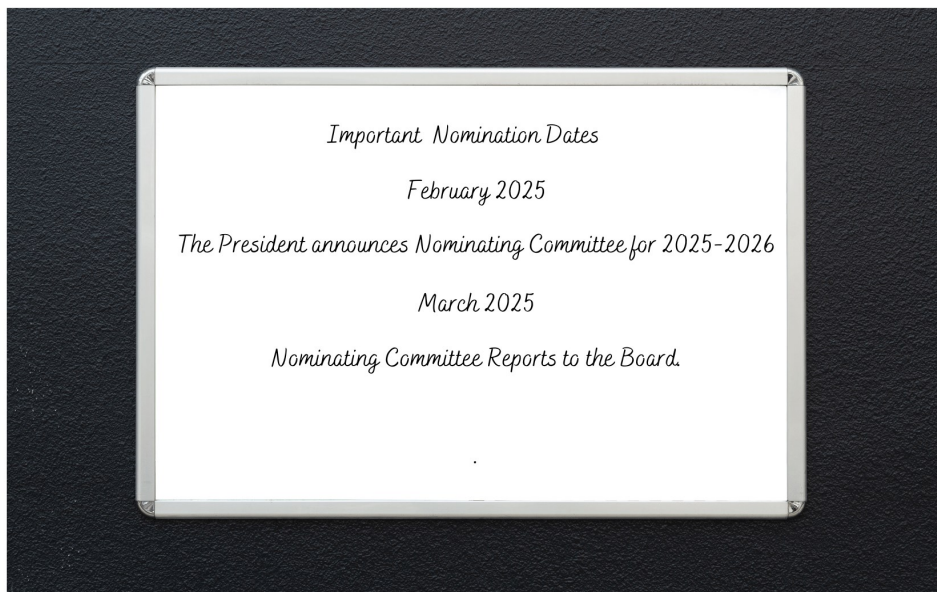 Important Nomination Dates
February 2025
The President announces Nominating Committee for 2025-2026
March 2025
Nominating Committee Reports to the Board.
.